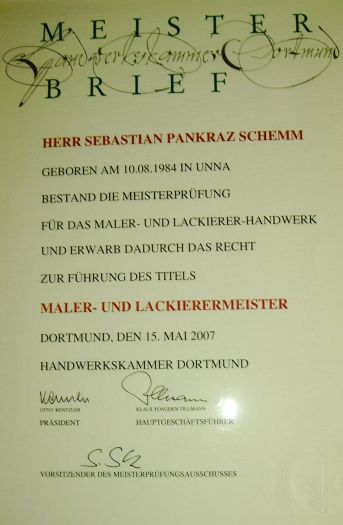 MEISTER
Handwerkskammer Dortmund
BRIEF
HERR SEBASTIAN PANKRAZ SCHEMM
GEBOREN AM 10.08.1984 IN UNNA
BESTAND DIE MEISTERPRÜFUNG
FÜR DAS MALER- UND LACKIERER-HANDWERK
UND ERWARB DADURCH DAS RECHT
ZUR FÜHRUNG DES TITELS
MALER- UND LACKIERERMEISTER
DORTMUND, DEN 15. MAI 2007
HANDWERKSKAMMER DORTMUND
OTTO KENTZLER KLAUS YONGDEN TILLMANN
PRÄSIDENT HAUPTGESCHÄFTSFÜHRER
VORSITZENDER DES MEISTERPRÜFUNGSAUSSCHUSSES